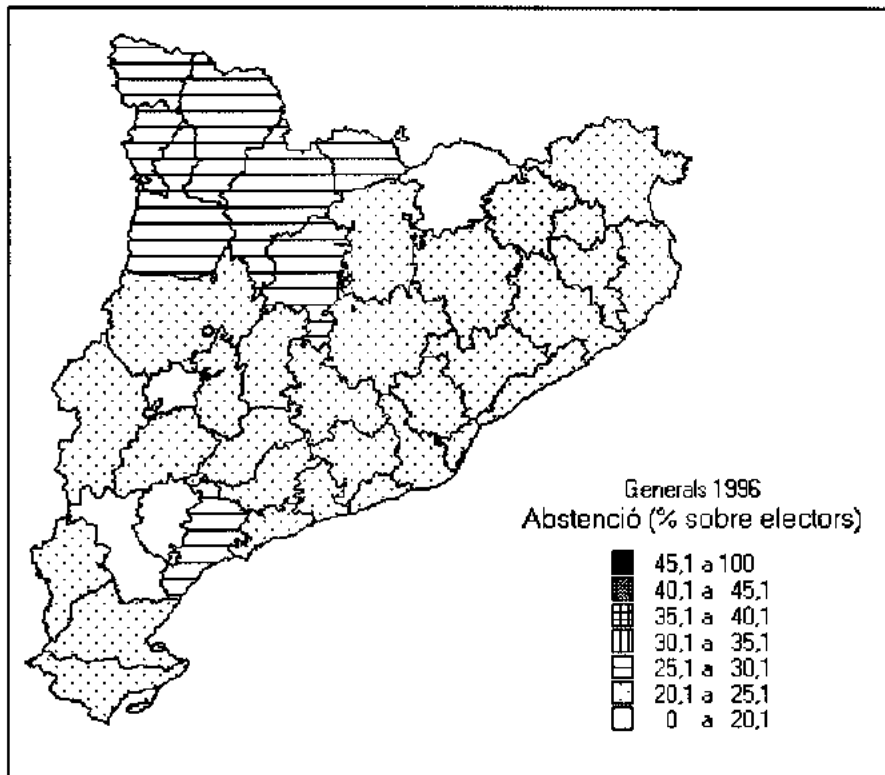 Generals 1996
Abstenció (% sobre electors)
45,1 a 100
40,1 a 45,1
35,1 a 40,1
30,1 a 35,1
25,1 a 30,1
20,1 a 25,1
0 a 20,1